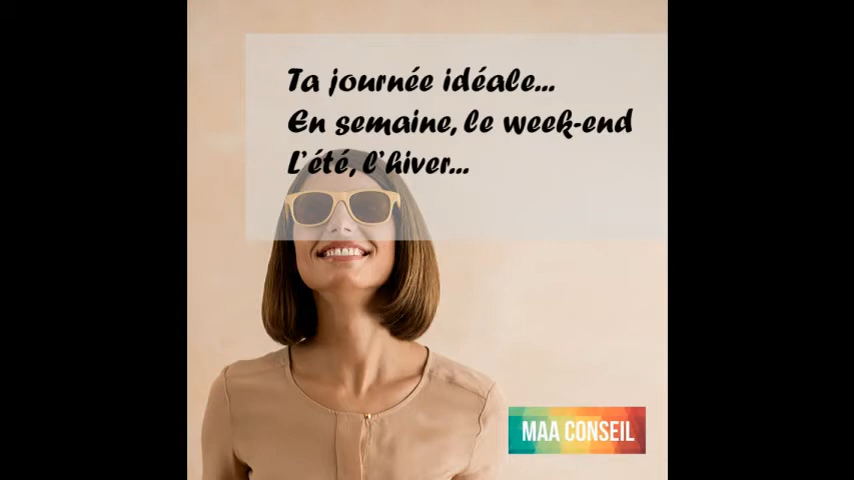 Ta journée idéale...
En semaine, le week-end
L'été, l'hiver...
MAA CONSEIL